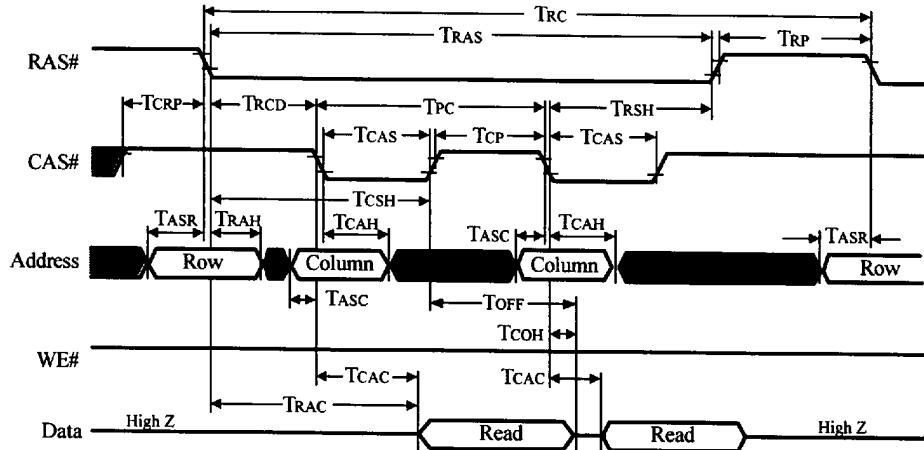 TRC
TRAS TRP
RAS#
TCRP TRCD TPC TRSH
TCAS TCP TCAS
CAS#
TCSH
TASR TRAH TCAH TASC TCAH TASR
Address Row Column Column Row
TASC TOFF
TCOH
WE#
TCAC TCAC
TRAC
Data High Z Read Read High Z